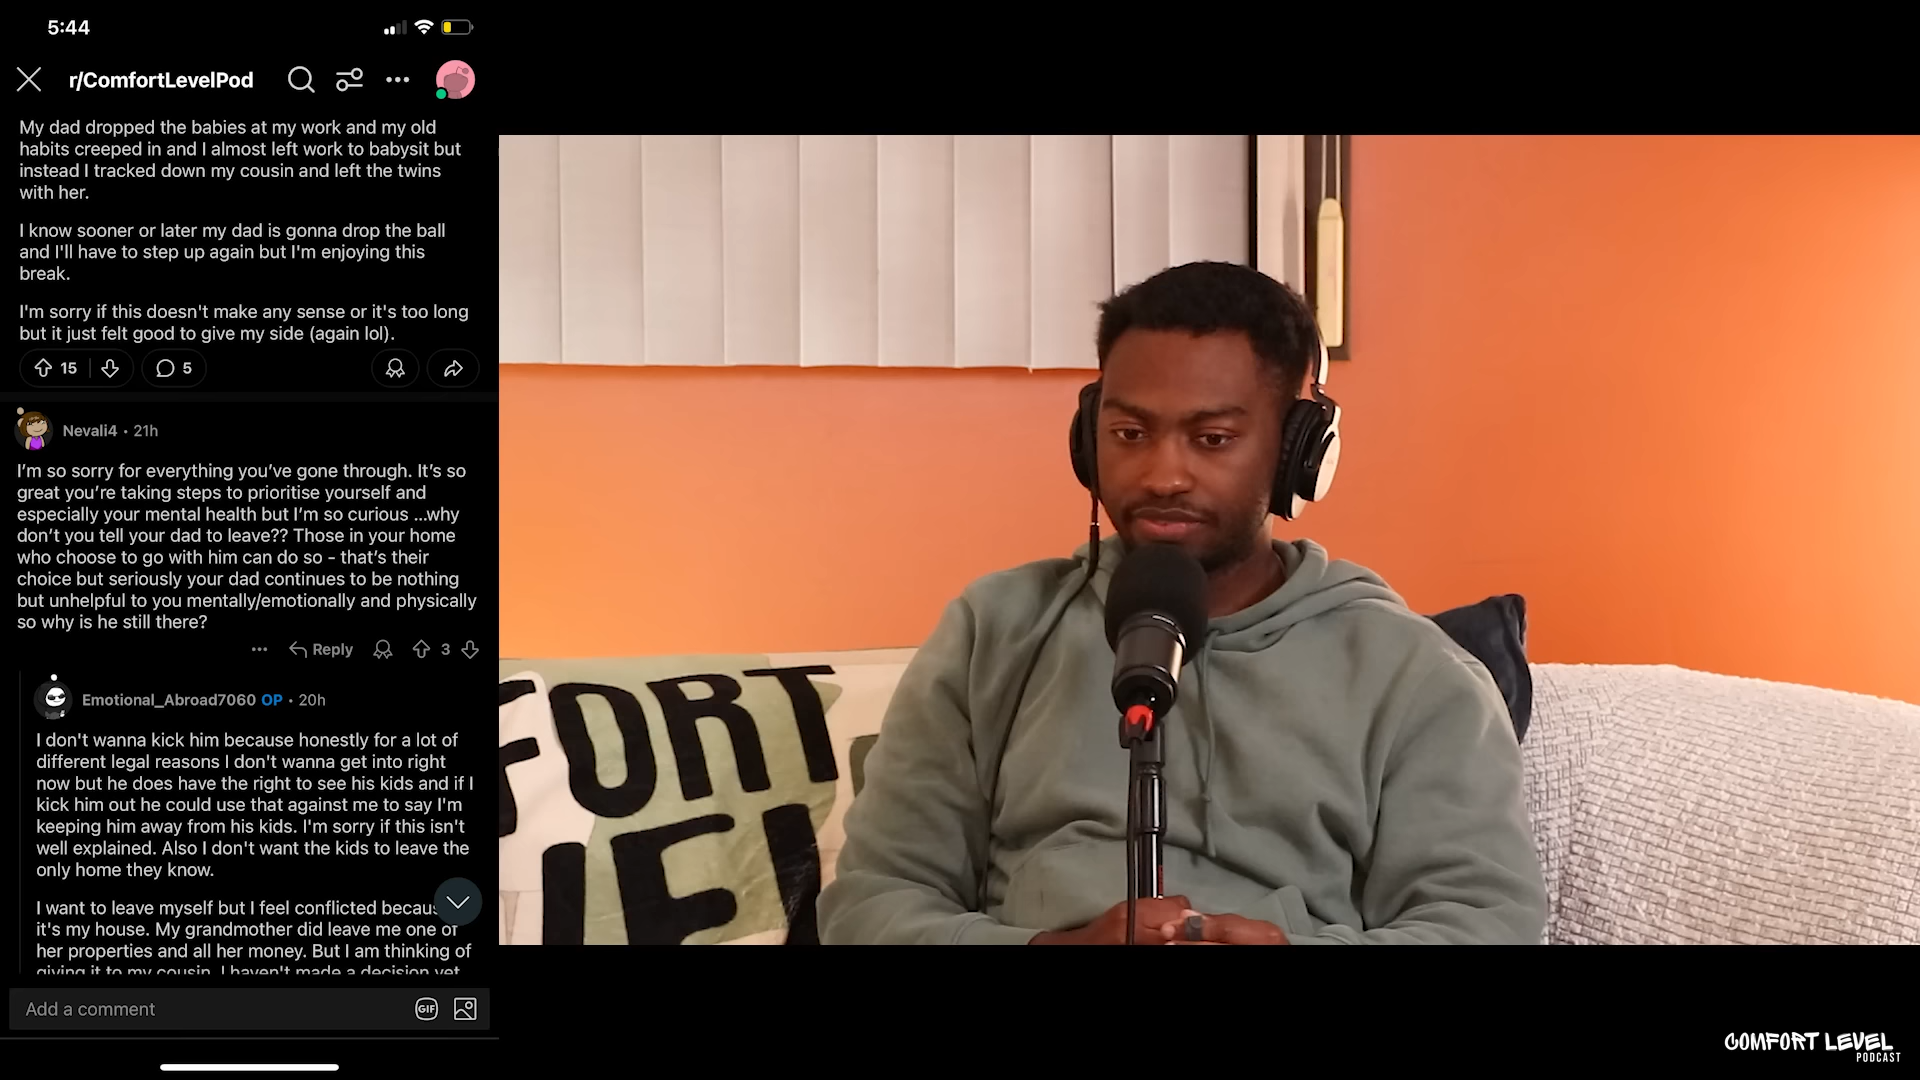 5:44
r/ComfortLevelPod
My dad dropped the babies at my work and my old
habits creeped in and I almost left work to babysit but
instead I tracked down my cousin and left the twins
with her.
I know sooner or later my dad is gonna drop the ball
and I'll have to step up again but I'm enjoying this
break.
I'm sorry if this doesn't make any sense or it's too long
but it just felt good to give my side (again lol).
15
5
Nevali4 • 21h
I'm so sorry for everything you've gone through. It's so
great you're taking steps to prioritise yourself and
especially your mental health but I'm so curious ...why
don't you tell your dad to leave?? Those in your home
who choose to go with him can do so - that's their
choice but seriously your dad continues to be nothing
but unhelpful to you mentally/emotionally and physically
so why is he still there?
Reply
3
Emotional_Abroad7060 OP • 20h
I don't wanna kick him because honestly for a lot of
different legal reasons I don't wanna get into right
now but he does have the right to see his kids and if I
kick him out he could use that against me to say I'm
keeping him away from his kids. I'm sorry if this isn't
well explained. Also I don't want the kids to leave the
only home they know.
I want to leave myself but I feel conflicted becau
it's my house. My grandmother did leave me one of
her properties and all her money. But I am thinking of
giving it to my cousin. I haven't made a decision yet
Add a comment
GIF
FORT
COMFORT LEVEL
PODCAST